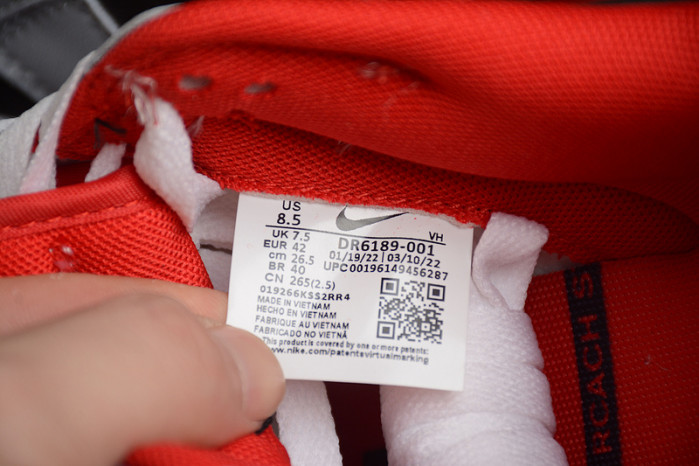 US
8.5
VH
UK 7.5 DR6189-001
EUR 42 01/19/22 | 03/10/22
cm 26.5 UPC00196149456287
BR 40
CN 265(2.5)
019266KSS2RR4
MADE IN VIETNAM
HECHO EN VIETNAM
FABRIQUE AU VIETNAM
FABRICADO NO VIETNÃ
This product is covered by one or more patents:
www.nike.com/patentsvirtualmarking